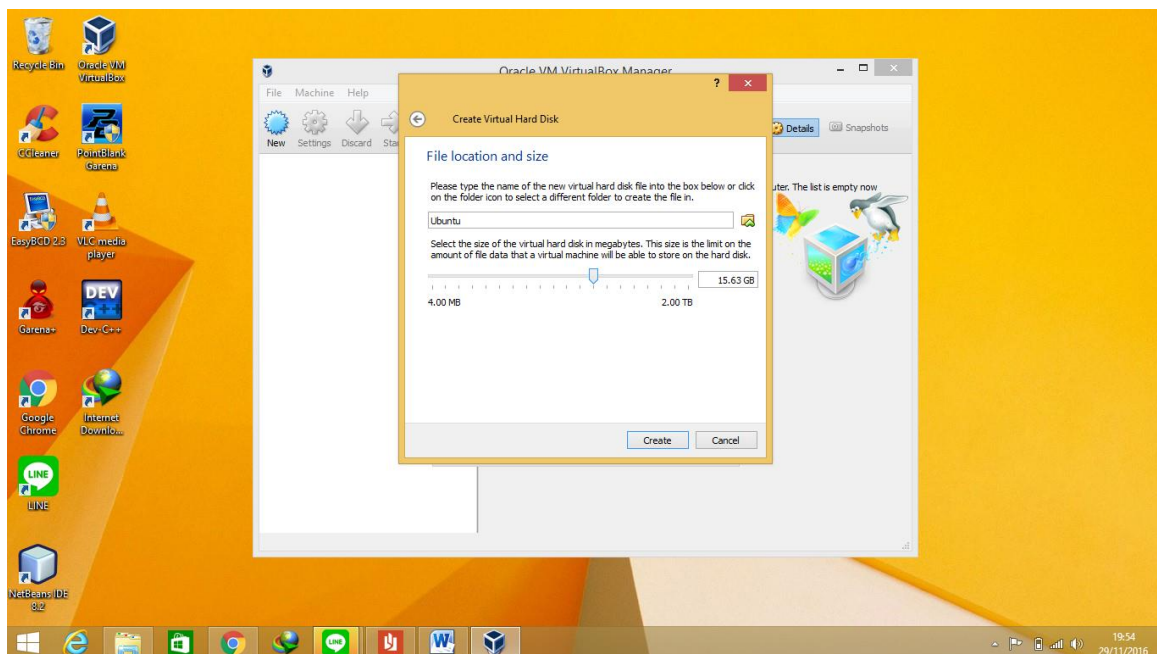 Recycle Bin
Oracle VM
VirtualBox
CCleaner
PointBlank
Garena
EasyBCD 2.3
VLC media
player
Garena+
DEV
Dev-C++
Google
Chrome
Internet
Downlo...
LINE
LINE
NetBeans IDE
8.2
Oracle VM VirtualBox Manager
File Machine Help
New Settings Discard
Details Snapshots
uter. The list is empty now
?
Create Virtual Hard Disk
File location and size
Please type the name of the new virtual hard disk file into the box below or click
on the folder icon to select a different folder to create the file in.
Ubuntu
Select the size of the virtual hard disk in megabytes. This size is the limit on the
amount of file data that a virtual machine will be able to store on the hard disk.
15.63 GB
4.00 MB 2.00 TB
Create Cancel
LINE
19:54
29/11/2016